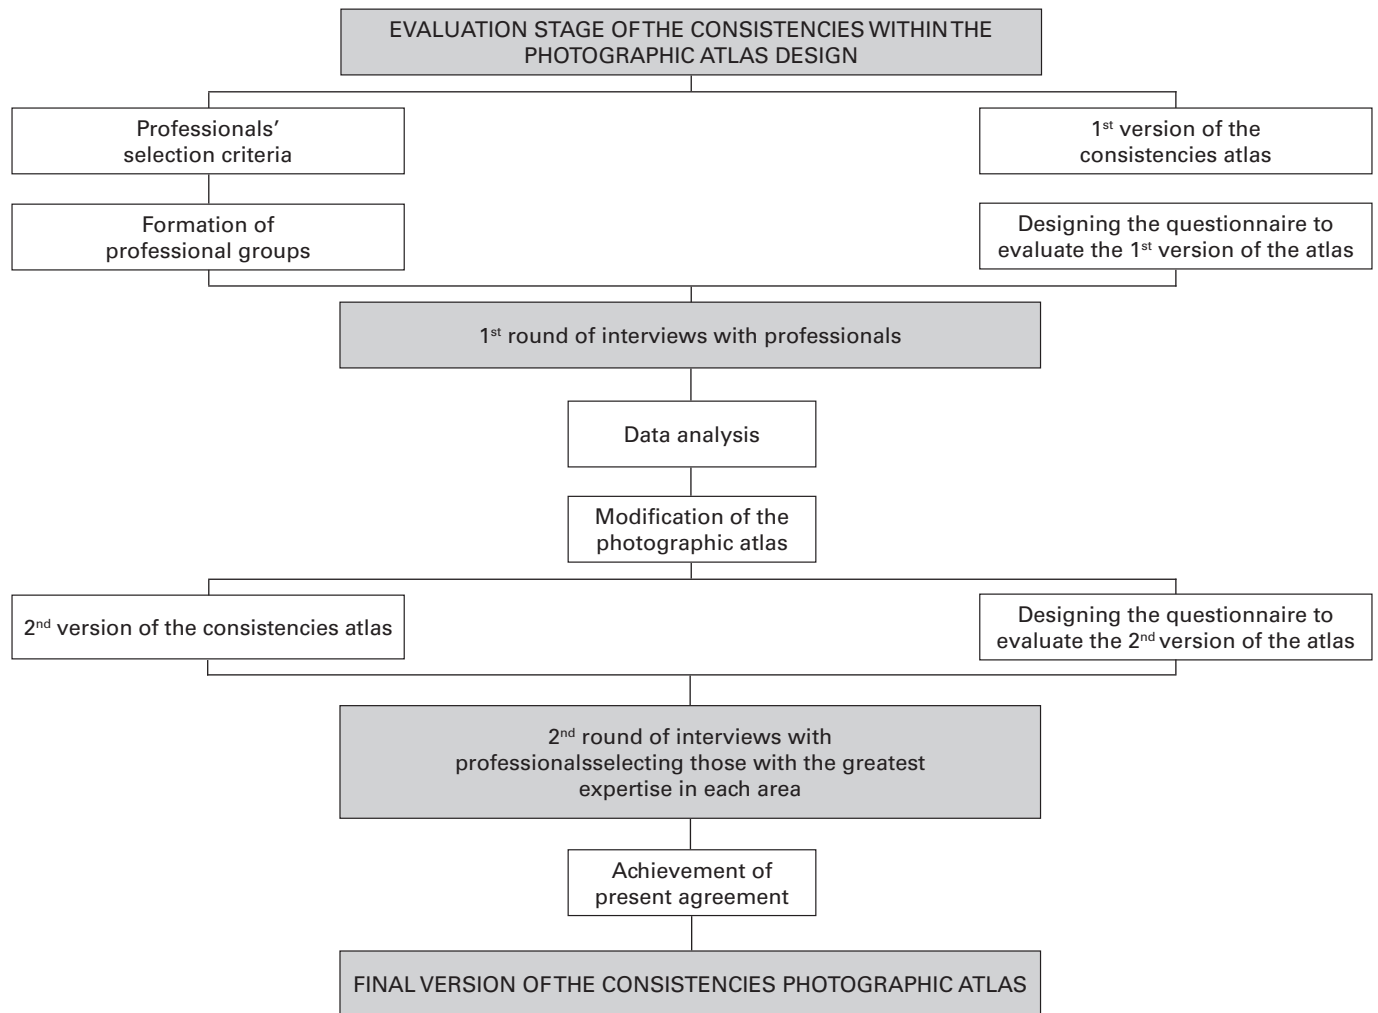 EVALUATION STAGE OF THE CONSISTENCIES WITHIN THE
PHOTOGRAPHIC ATLAS DESIGN
Professionals’
selection criteria
1st version of the
consistencies atlas
Formation of
professional groups
Designing the questionnaire to
evaluate the 1st version of the atlas
1st round of interviews with professionals
Data analysis
Modification of the
photographic atlas
2nd version of the consistencies atlas
Designing the questionnaire to
evaluate the 2nd version of the atlas
2nd round of interviews with
professionalsselecting those with the greatest
expertise in each area
Achievement of
present agreement
FINAL VERSION OF THE CONSISTENCIES PHOTOGRAPHIC ATLAS